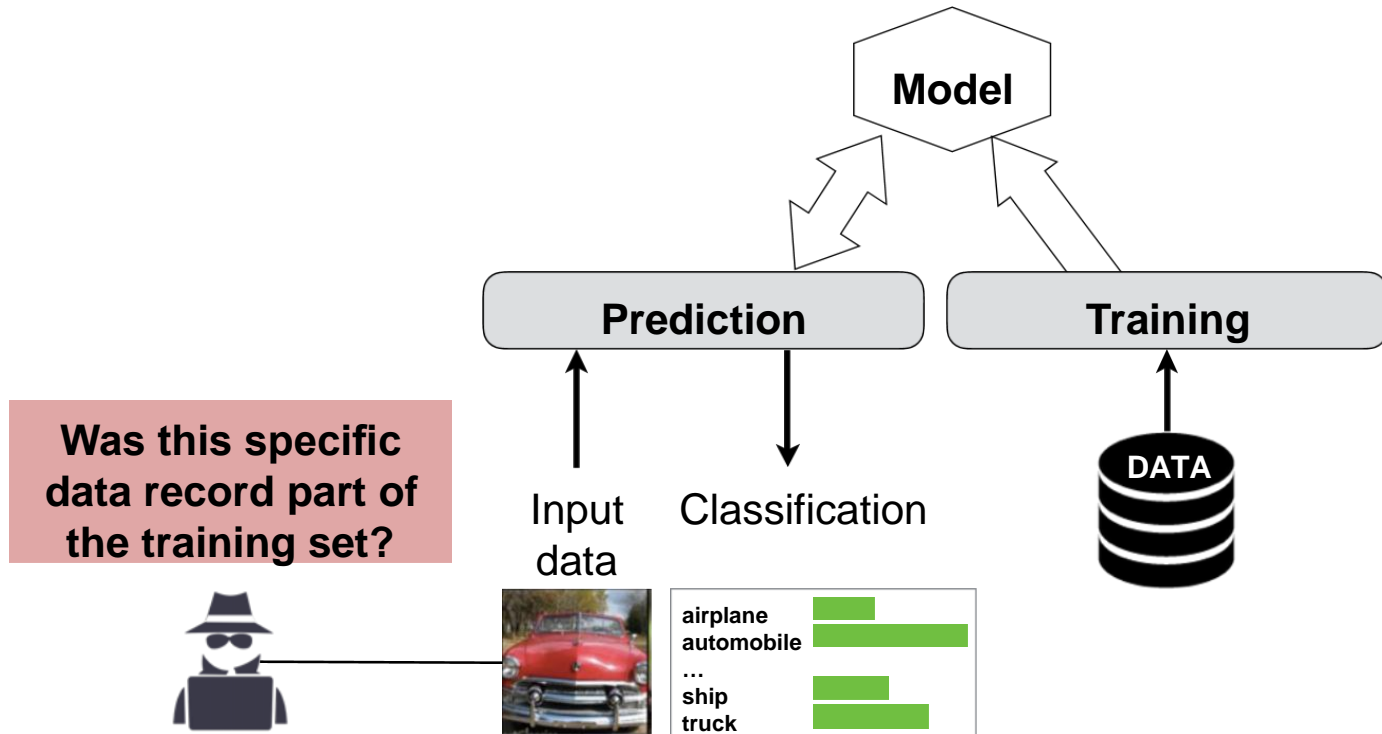 Model
Prediction
Training
Was this specific
data record part of
the training set?
Input
data
Classification
DATA
airplane
automobile
...
ship
truck